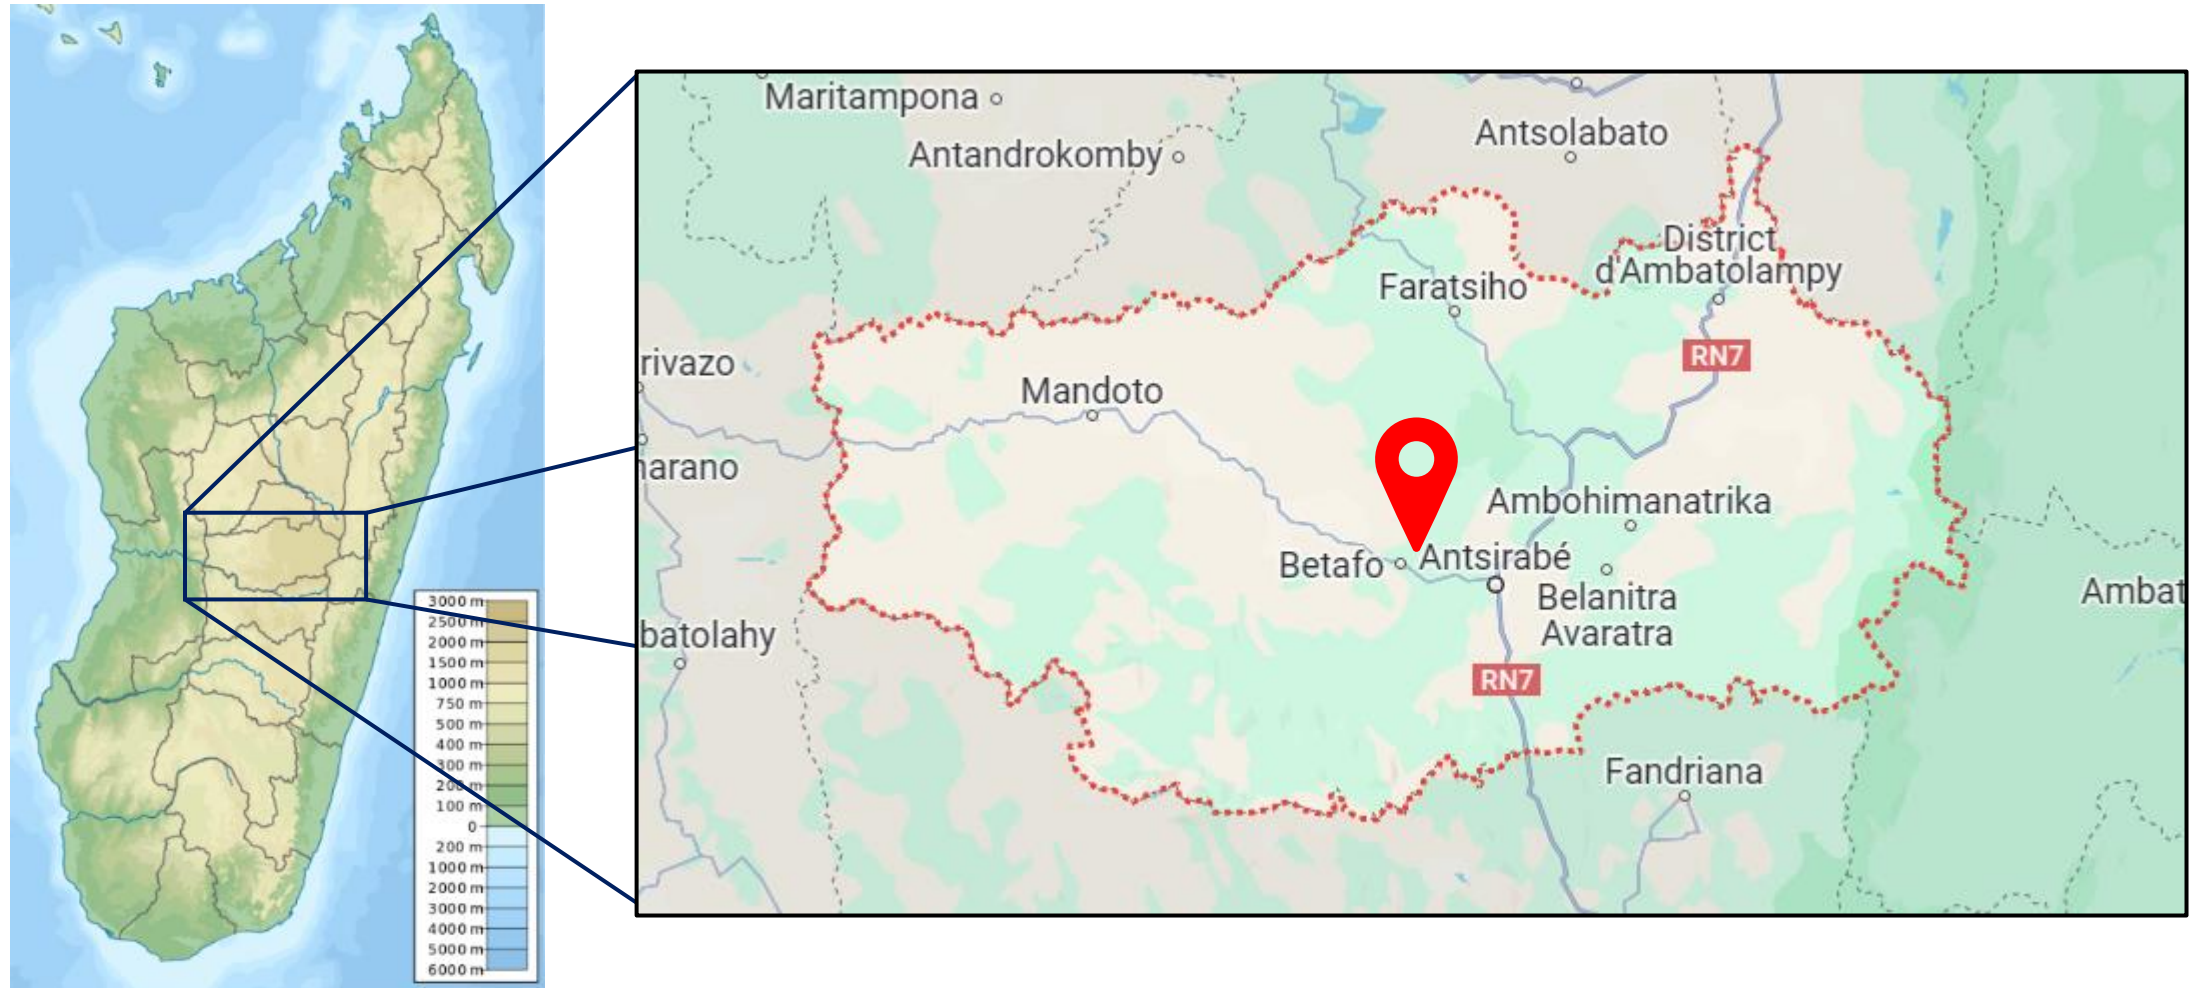 3000 m
2500 m
2000 m
1500 m
1000 m
750 m
500 m
400 m
300 m
200 m
100 m
0
200 m
1000 m
2000 m
3000 m
4000 m
5000 m
6000 m
Maritampona
Antandrokomby
Antsolabato
District
d'Ambatolampy
Faratsiho
RN7
rivazo
Mandoto
narano
Ambohimanatrika
Betafo
Antsirabé
Belanitra
Avaratra
Ambat
batolahy
RN7
Fandriana